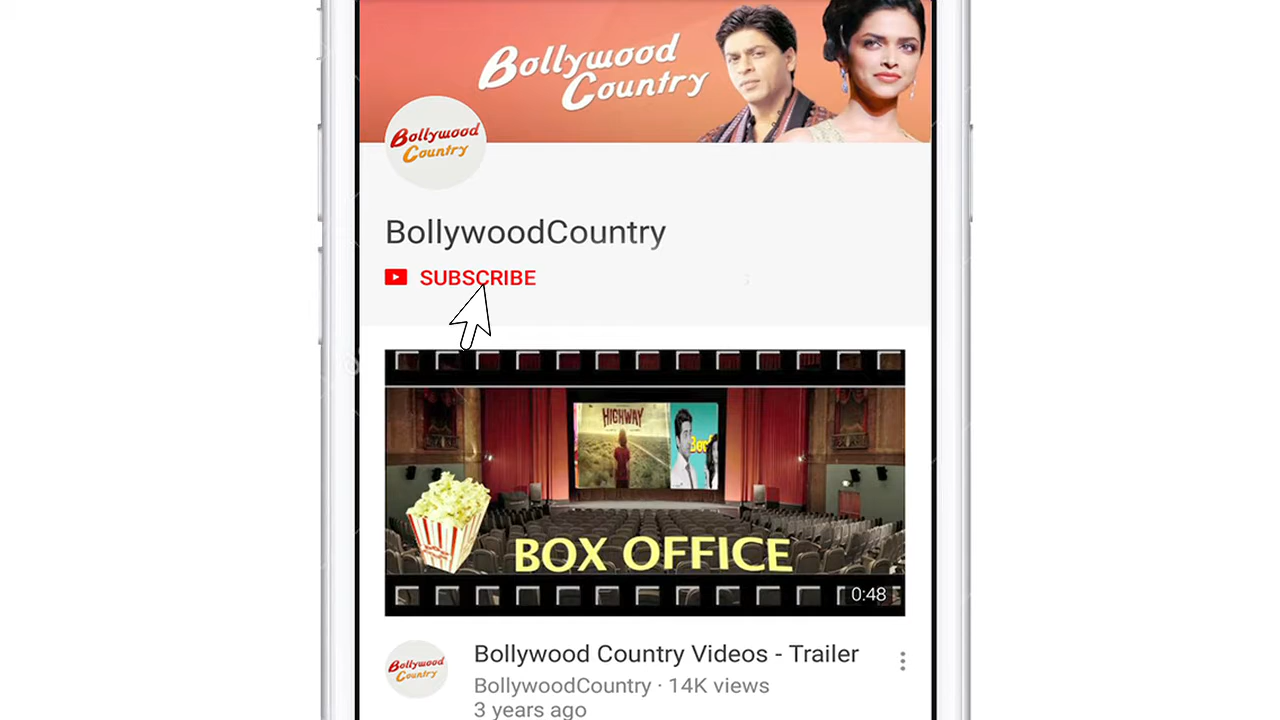 Bollywood
Country
Bollywood
Country
BollywoodCountry
SUBSCRIBE
HIGHWAY
BOX OFFICE
0:48
Bollywood
Country
Bollywood Country Videos - Trailer
BollywoodCountry · 14K views
3 years ago